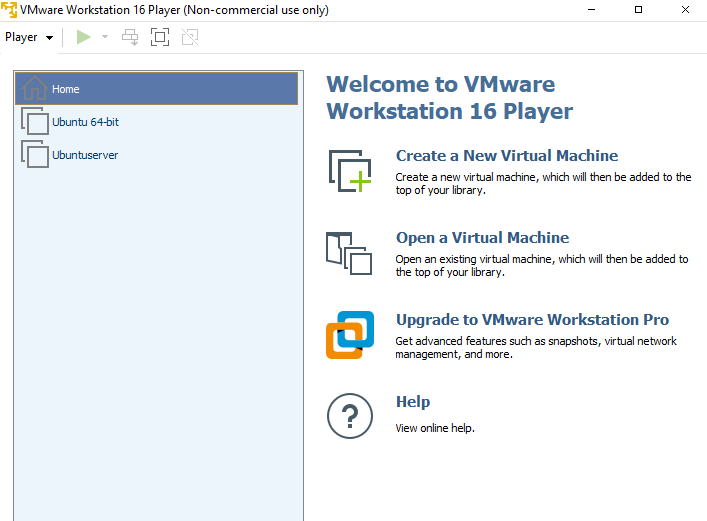 VMware Workstation 16 Player (Non-commercial use only)
Player
Home
Ubuntu 64-bit
Ubuntuserver
Welcome to VMware
Workstation 16 Player
Create a New Virtual Machine
Create a new virtual machine, which will then be added to the
top of your library.
Open a Virtual Machine
Open an existing virtual machine, which will then be added to
the top of your library.
Upgrade to VMware Workstation Pro
Get advanced features such as snapshots, virtual network
management, and more.
?
Help
View online help.